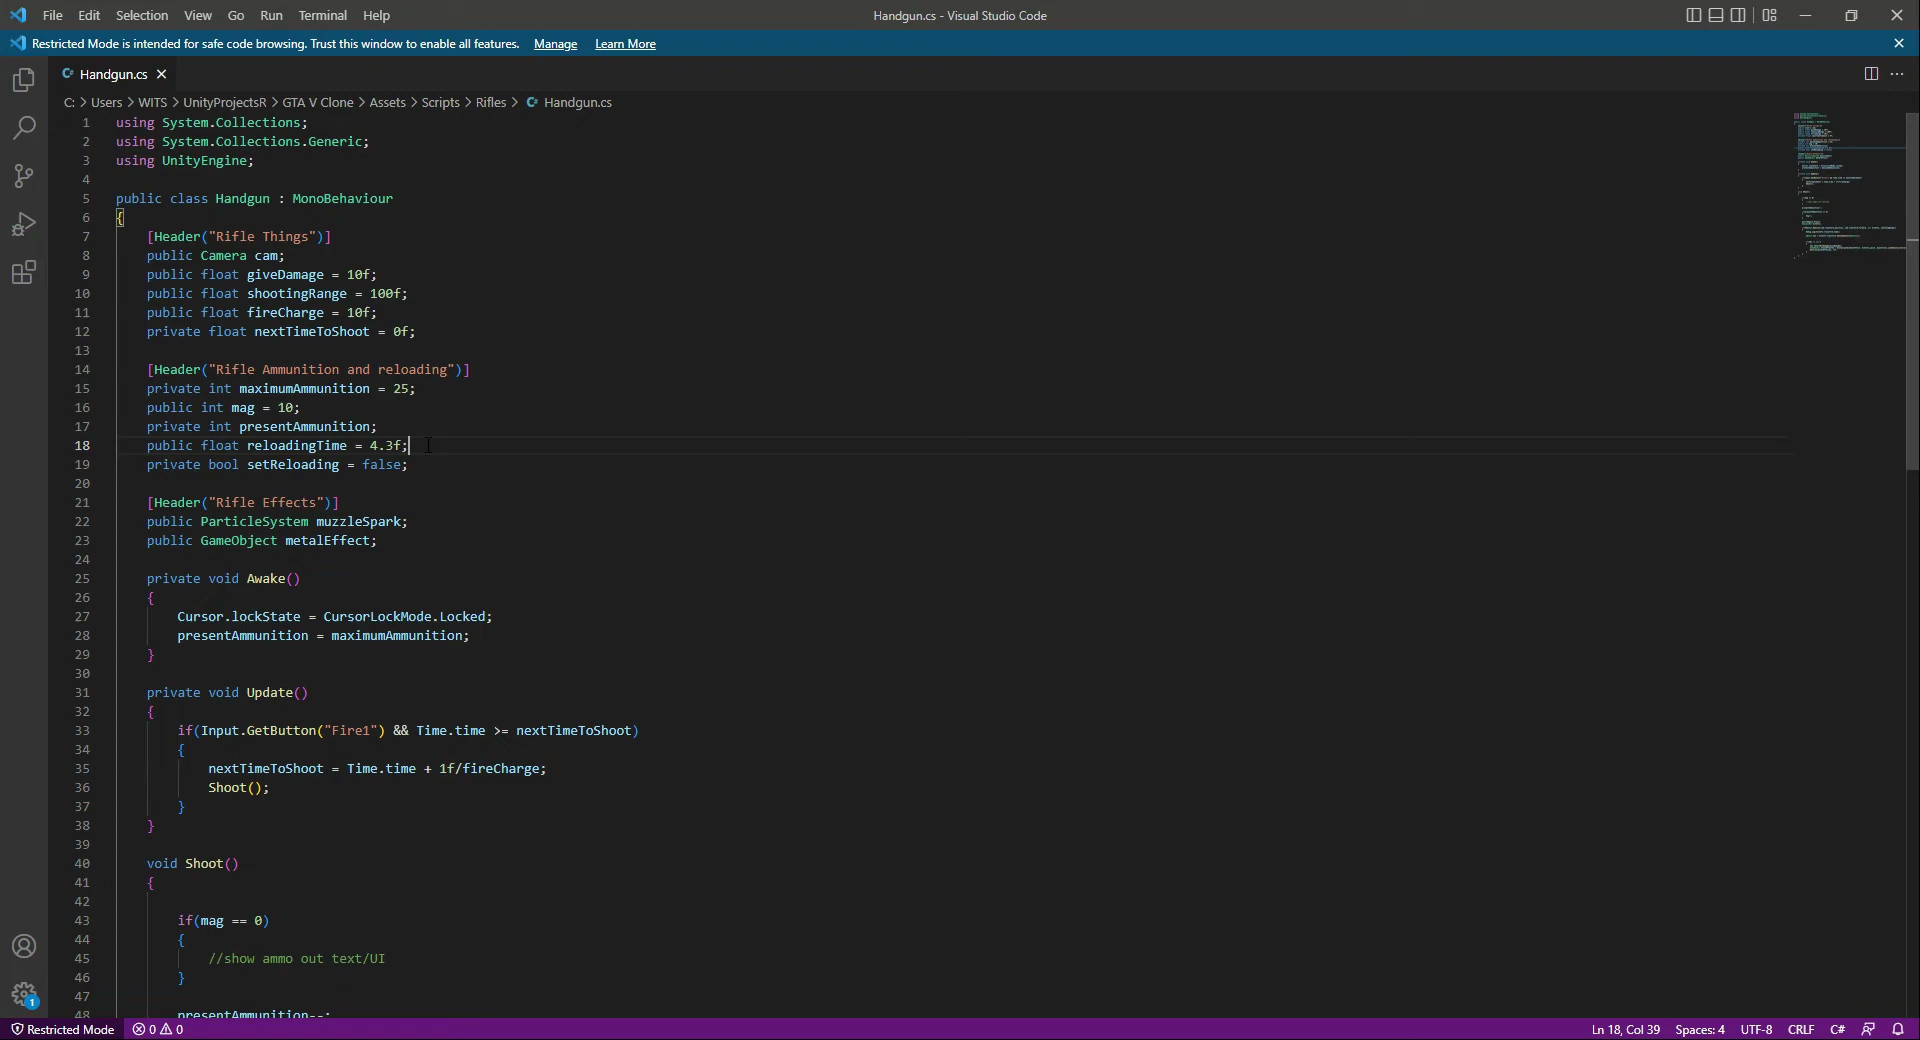 File Edit Selection View Go Run Terminal Help Handgun.cs - Visual Studio Code
Restricted Mode is intended for safe code browsing. Trust this window to enable all features. Manage Learn More
Handgun.cs
C: > Users > WITS > UnityProjectsR > GTA V Clone > Assets > Scripts > Rifles > Handgun.cs
1 using System.Collections;
2 using System.Collections.Generic;
3 using UnityEngine;
4
5 public class Handgun : MonoBehaviour
6 {
7 [Header("Rifle Things")]
8 public Camera cam;
9 public float giveDamage = 10f;
10 public float shootingRange = 100f;
11 public float fireCharge = 10f;
12 private float nextTimeToShoot = 0f;
13
14 [Header("Rifle Ammunition and reloading")]
15 private int maximumAmmunition = 25;
16 public int mag = 10;
17 private int presentAmmunition;
18 public float reloadingTime = 4.3f;
19 private bool setReloading = false;
20
21 [Header("Rifle Effects")]
22 public ParticleSystem muzzleSpark;
23 public GameObject metalEffect;
24
25 private void Awake()
26 {
27 Cursor.lockState = CursorLockMode.Locked;
28 presentAmmunition = maximumAmmunition;
29 }
30
31 private void Update()
32 {
33 if(Input.GetButton("Fire1") && Time.time >= nextTimeToShoot)
34 {
35 nextTimeToShoot = Time.time + 1f/fireCharge;
36 Shoot();
37 }
38 }
39
40 void Shoot()
41 {
42
43 if(mag == 0)
44 {
45 //show ammo out text/UI
46 }
47
48 presentAmmunition--;
1
Restricted Mode 0 0 Ln 18, Col 39 Spaces: 4 UTF-8 CRLF C#